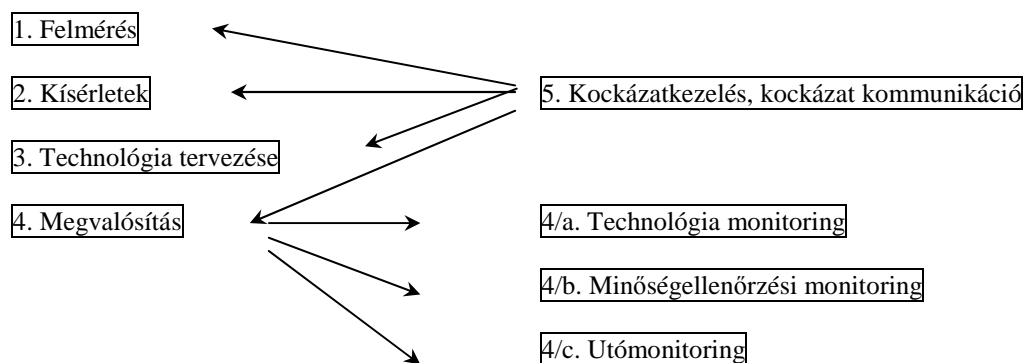 1. Felmérés
2. Kísérletek
5. Kockázatkezelés, kockázat kommunikáció
3. Technológia tervezése
4. Megvalósítás
4/a. Technológia monitoring
4/b. Minőségellenőrzési monitoring
4/c. Utómonitoring